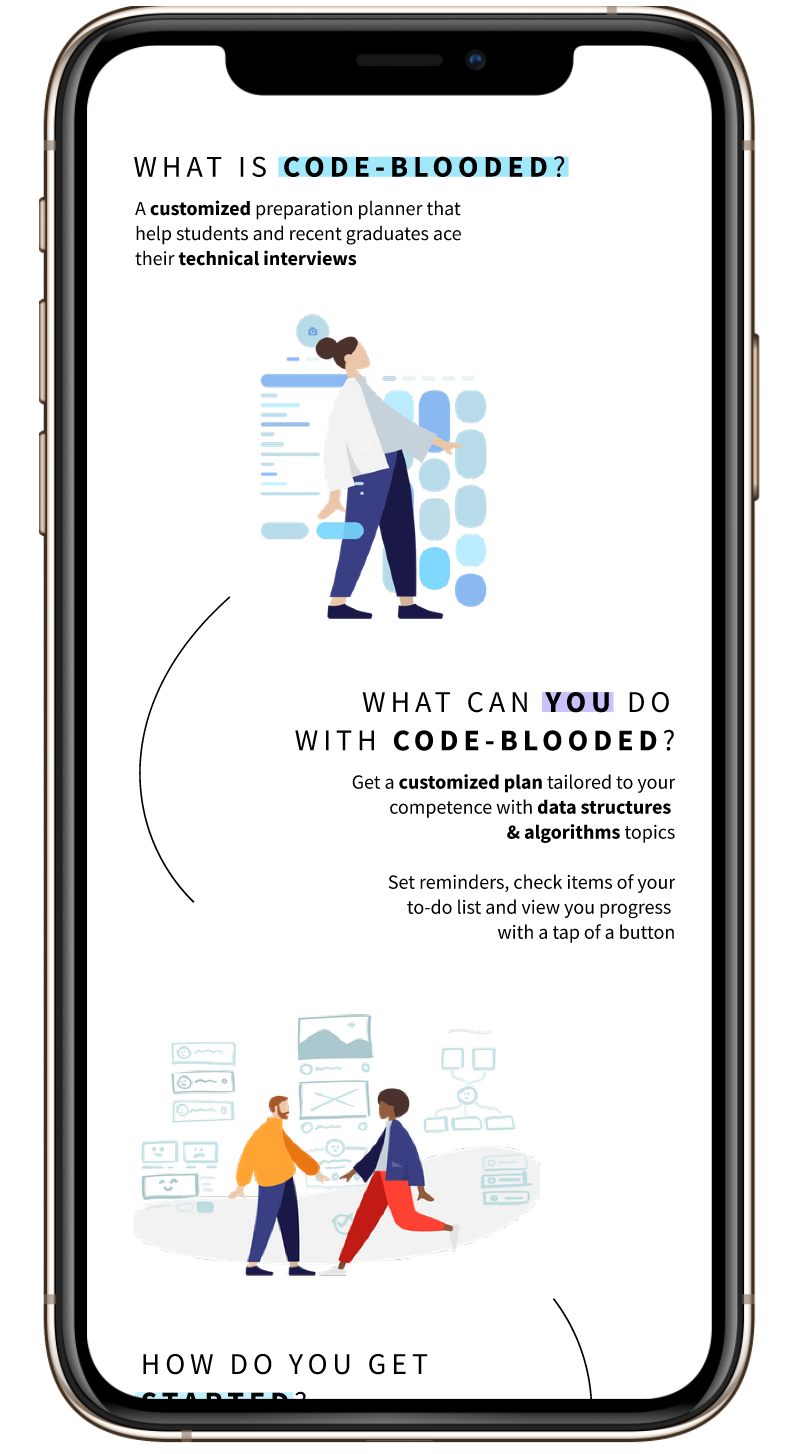 WHAT IS CODE-BLOODED?
A customized preparation planner that
help students and recent graduates ace
their technical interviews
WHAT CAN YOU DO
WITH CODE-BLOODED?
Get a customized plan tailored to your
competence with data structures
& algorithms topics
Set reminders, check items of your
to-do list and view you progress
with a tap of a button
HOW DO YOU GET
STARTED?